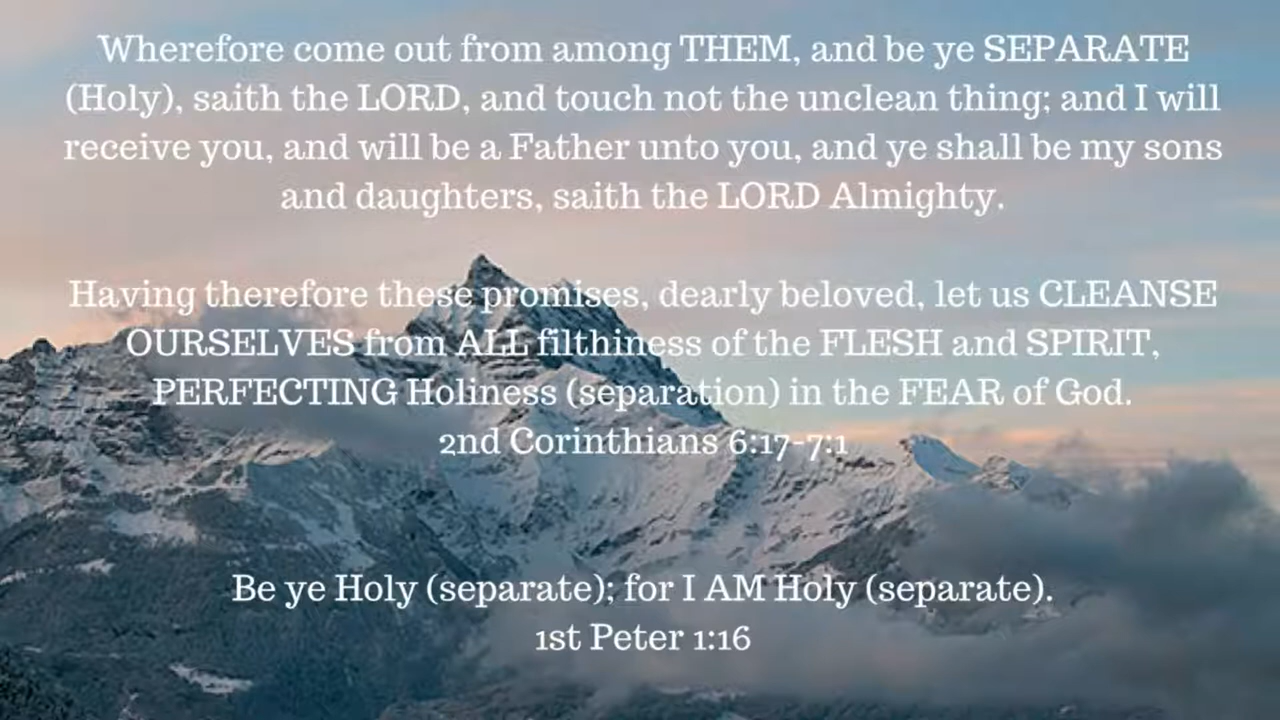 Wherefore come out from among THEM, and be ye SEPARATE
(Holy), saith the LORD, and touch not the unclean thing; and I will
receive you, and will be a Father unto you, and ye shall be my sons
and daughters, saith the LORD Almighty.
Having therefore these promises, dearly beloved, let us CLEANSE
OURSELVES from ALL filthiness of the FLESH and SPIRIT,
PERFECTING Holiness (separation) in the FEAR of God.
2nd Corinthians 6:17-7:1
Be ye Holy (separate); for I AM Holy (separate).
1st Peter 1:16